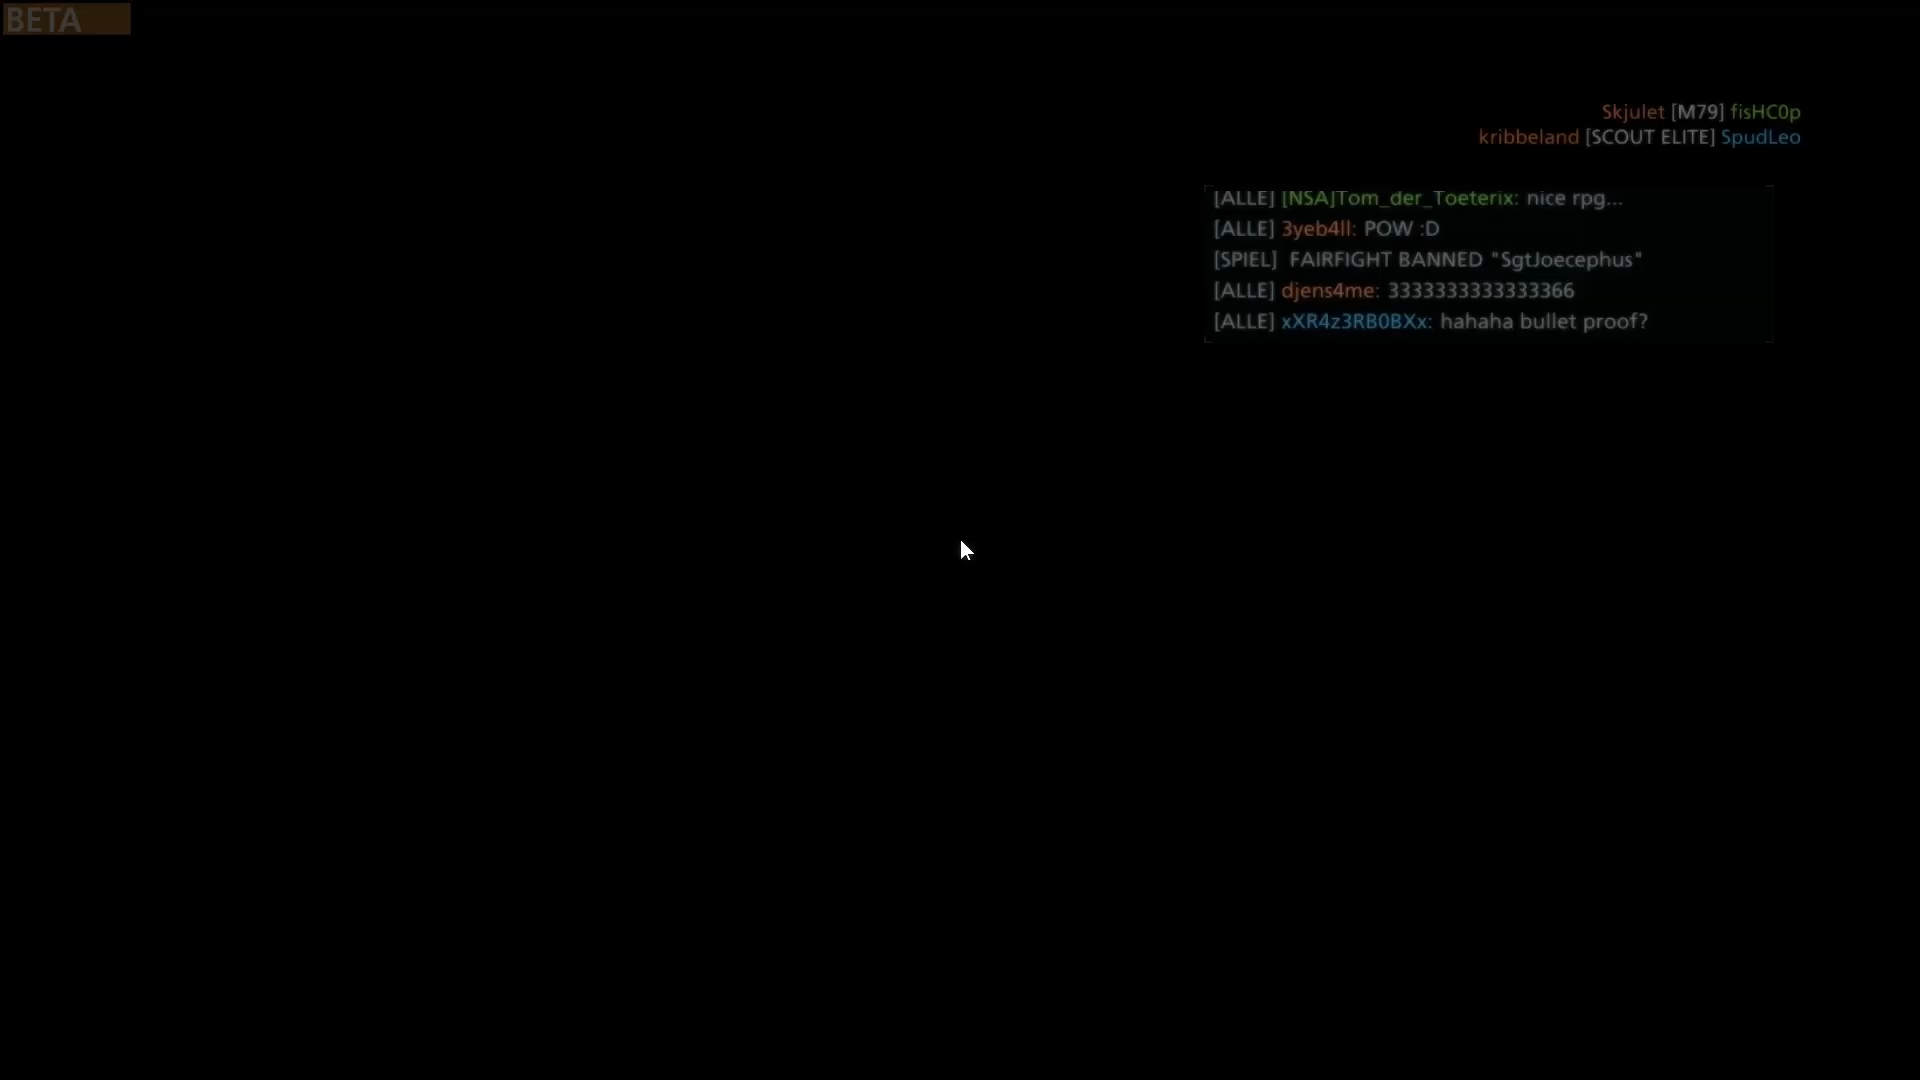 BETA
Skjulet [M79] fisHC0p
kribbeland [SCOUT ELITE] SpudLeo
[ALLE] [NSA]Tom_der_Toeterix: nice rpg...
[ALLE] 3yeb4ll: POW :D
[SPIEL] FAIRFIGHT BANNED "SgtJoecephus"
[ALLE] djens4me: 3333333333333366
[ALLE] xXR4z3RB0BXx: hahaha bullet proof?